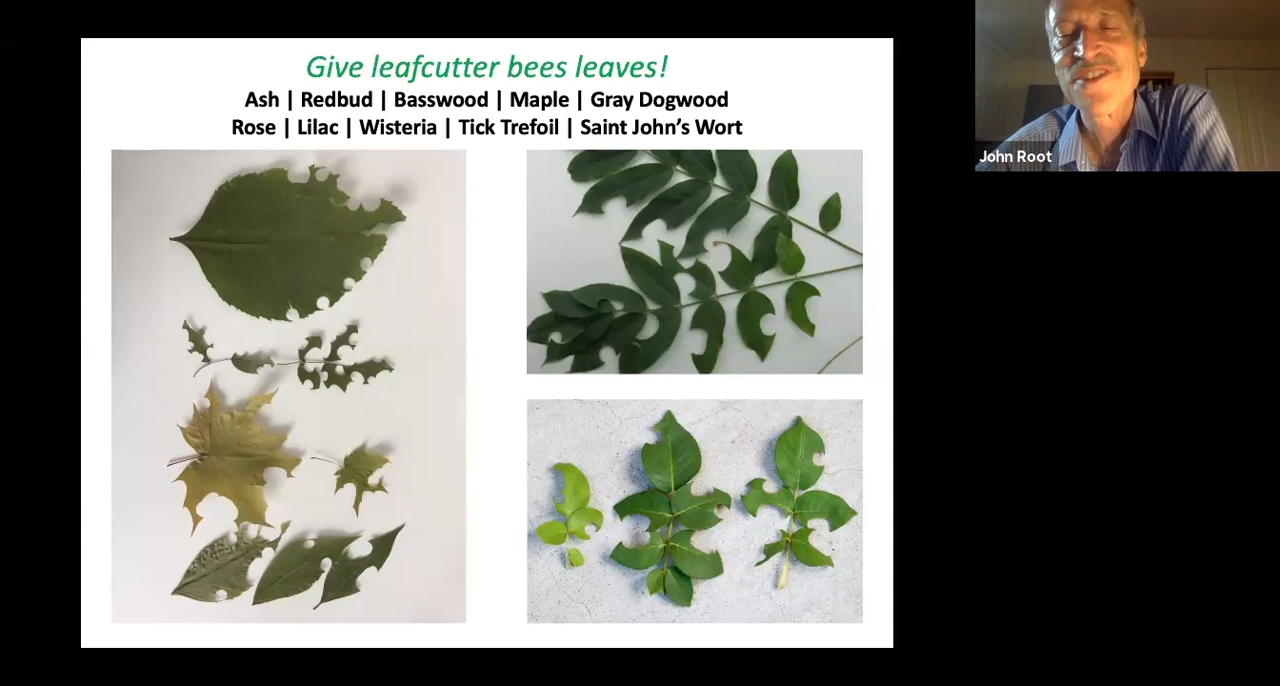 Give leafcutter bees leaves!
Ash | Redbud | Basswood | Maple | Gray Dogwood
Rose | Lilac | Wisteria | Tick Trefoil | Saint John’s Wort
John Root